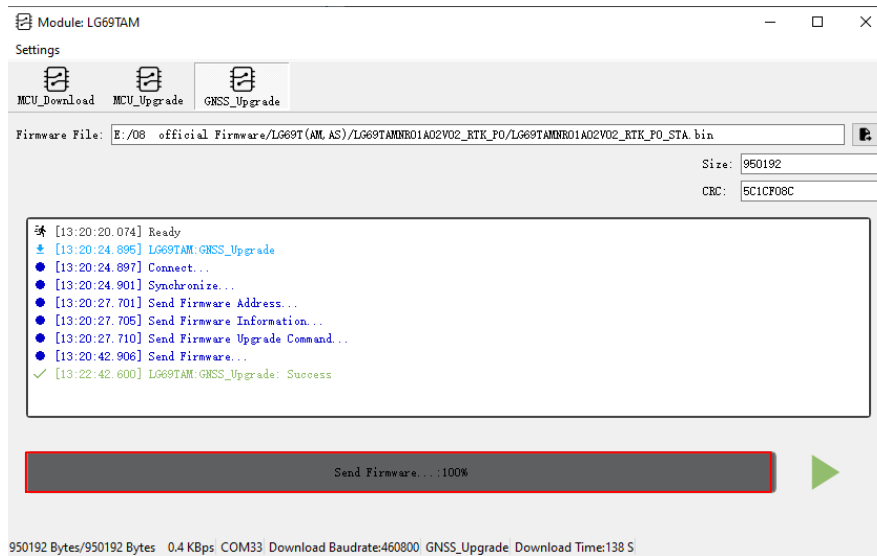 Module: LG69TAM
Settings
MCU_Download MCU_Upgrade GNSS_Upgrade
Firmware File: E:/08 official Firmware/LG69T(AM,AS)/LG69TAMNR01A02V02_RTK_P0/LG69TAMNR01A02V02_RTK_P0_STA.bin
Size: 950192
CRC: 5C1CF08C
[13:20:20.074] Ready
[13:20:24.895] LG69TAM:GNSS_Upgrade
[13:20:24.897] Connect...
[13:20:24.901] Synchronize...
[13:20:27.701] Send Firmware Address...
[13:20:27.705] Send Firmware Information...
[13:20:27.710] Send Firmware Upgrade Command...
[13:20:42.906] Send Firmware...
[13:22:42.600] LG69TAM:GNSS_Upgrade: Success
Send Firmware...:100%
950192 Bytes/950192 Bytes 0.4 KBps COM33 Download Baudrate:460800 GNSS_Upgrade Download Time:138 S